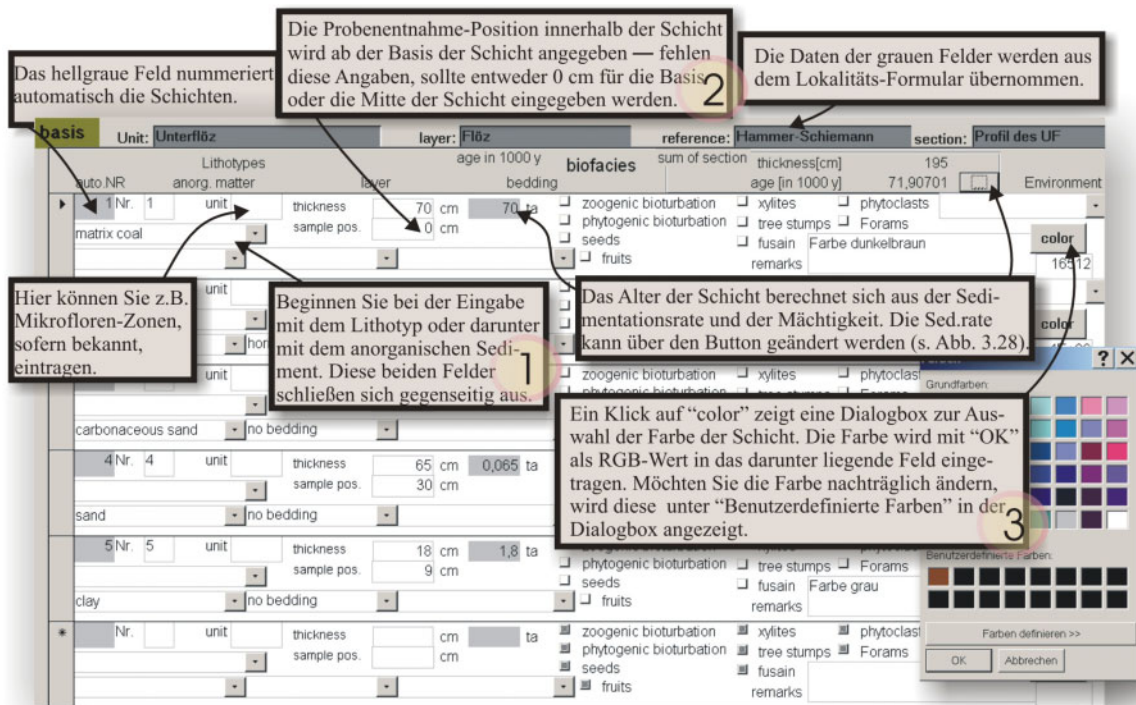 Das hellgraue Feld nummeriert
automatisch die Schichten.
Die Probenentnahme-Position innerhalb der Schicht
wird ab der Basis der Schicht angegeben — fehlen
diese Angaben, sollte entweder 0 cm für die Basis
oder die Mitte der Schicht eingegeben werden.
2
Die Daten der grauen Felder werden aus
dem Lokalitäts-Formular übernommen.
basis Unit: Unterflöz layer: Flöz reference: Hammer-Schiemann section: Profil des UF
Lithotypes age in 1000 y biofacies sum of section thickness[cm] 195
auto.NR anorg. matter layer bedding age [in 1000 y] 71,90701 .... Environment
1 Nr. 1 unit thickness 70 cm 70 ta zoogenic bioturbation xylites phytoclasts
sample pos. 0 cm phytogenic bioturbation tree stumps Forams
matrix coal seeds fusain Farbe dunkelbraun color
fruits remarks 16512
Hier können Sie z.B.
Mikrofloren-Zonen,
sofern bekannt,
eintragen.
unit
Beginnen Sie bei der Eingabe
mit dem Lithotyp oder darunter
mit dem anorganischen Sedi-
ment. Diese beiden Felder
schließen sich gegenseitig aus.
1
Das Alter der Schicht berechnet sich aus der Sedi-
mentationsrate und der Mächtigkeit. Die Sed.rate
kann über den Button geändert werden (s. Abb. 3.28).
color
unit zoogenic bioturbation xylites phytoclast
carbonaceous sand no bedding
Ein Klick auf “color” zeigt eine Dialogbox zur Aus-
wahl der Farbe der Schicht. Die Farbe wird mit “OK”
als RGB-Wert in das darunter liegende Feld einge-
tragen. Möchten Sie die Farbe nachträglich ändern,
wird diese unter “Benutzerdefinierte Farben” in der
Dialogbox angezeigt.
3
Grundfarben:
Benutzerdefinierte Farben:
Farben definieren >>
OK Abbrechen
4 Nr. 4 unit thickness 65 cm 0,065 ta
sample pos. 30 cm
sand no bedding
5 Nr. 5 unit thickness 18 cm 1,8 ta
sample pos. 9 cm phytogenic bioturbation tree stumps Forams
seeds fusain Farbe grau
clay no bedding fruits remarks
* Nr. unit thickness cm ta zoogenic bioturbation xylites phytoclast
sample pos. cm phytogenic bioturbation tree stumps Forams
seeds fusain
fruits remarks